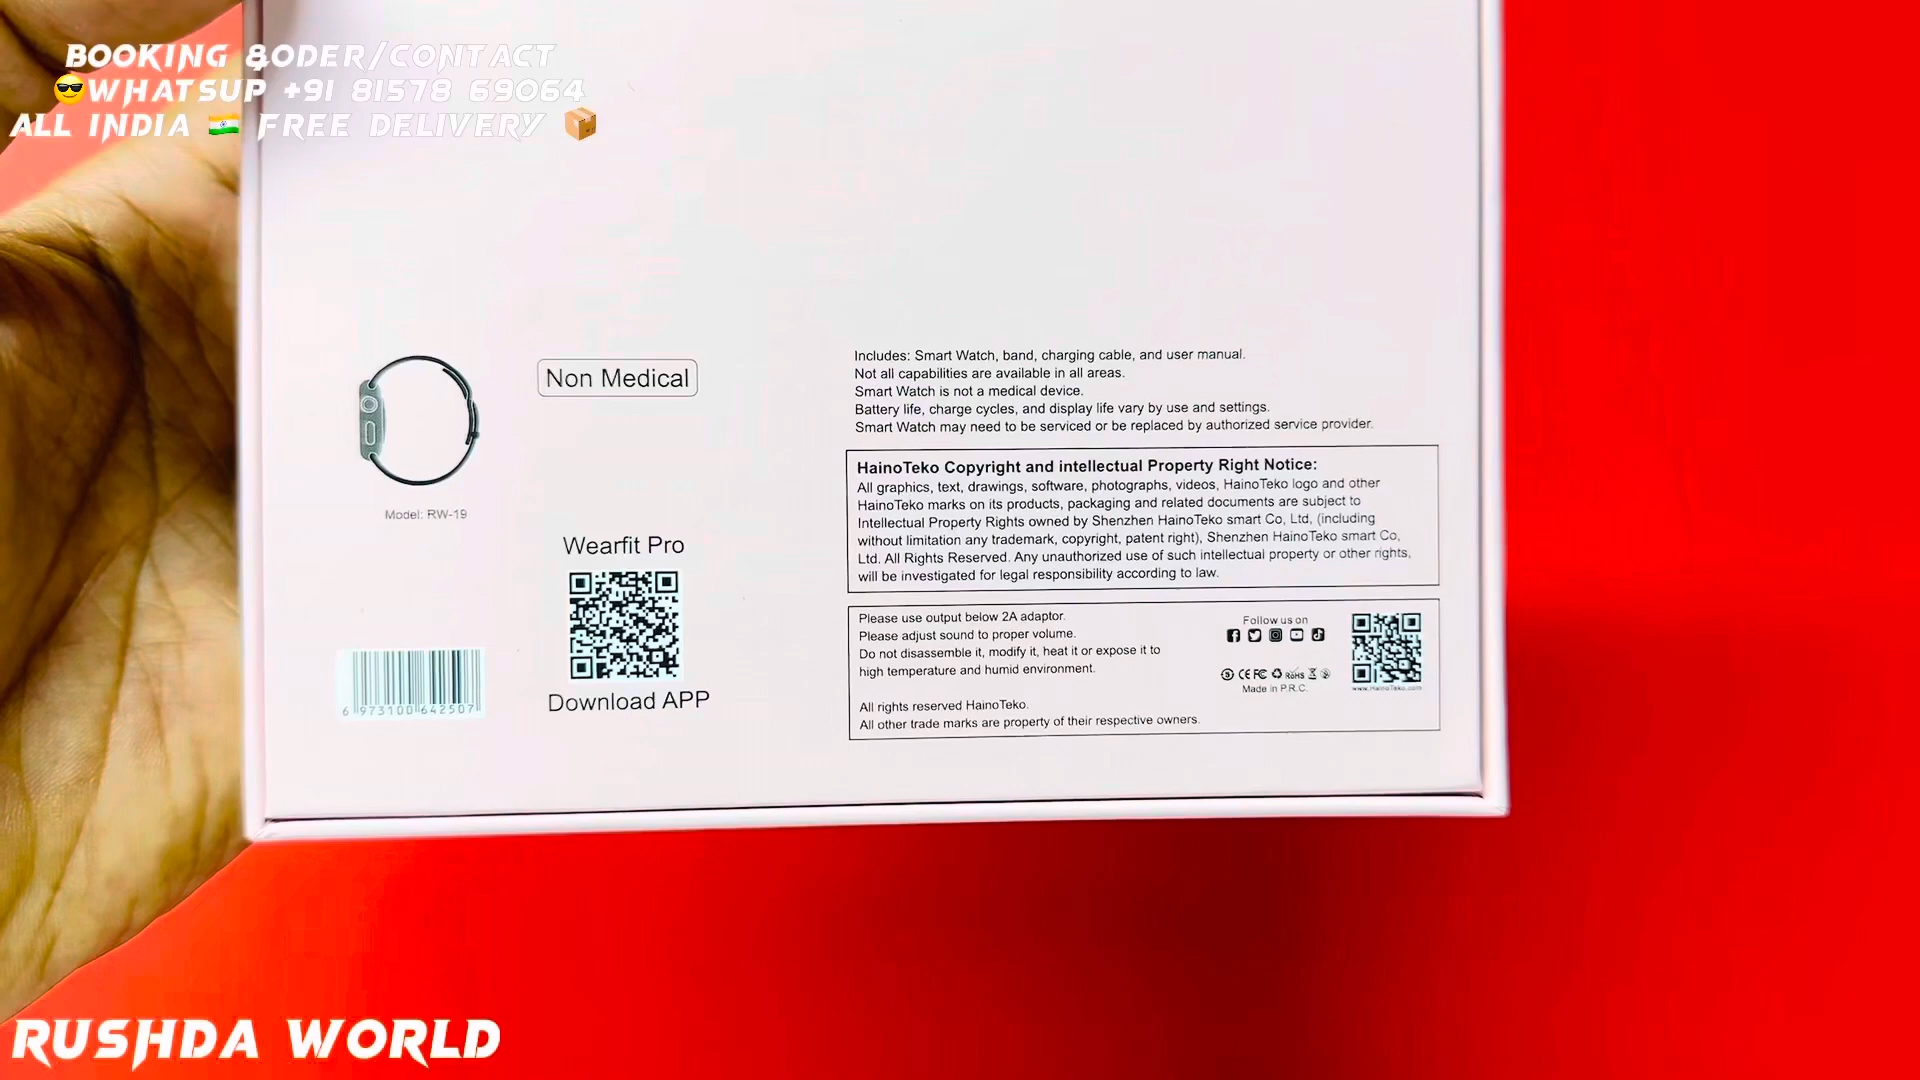 BOOKING &ODER/CONTACT
😎WHATSUP +91 81578 69064
ALL INDIA 🇮🇳 FREE DELIVERY 📦
Non Medical
Model: RW-19
Wearfit Pro
Download APP
6 973100 642507
Includes: Smart Watch, band, charging cable, and user manual.
Not all capabilities are available in all areas.
Smart Watch is not a medical device.
Battery life, charge cycles, and display life vary by use and settings.
Smart Watch may need to be serviced or be replaced by authorized service provider.
HainoTeko Copyright and intellectual Property Right Notice:
All graphics, text, drawings, software, photographs, videos, HainoTeko logo and other
HainoTeko marks on its products, packaging and related documents are subject to
Intellectual Property Rights owned by Shenzhen HainoTeko smart Co, Ltd, (including
without limitation any trademark, copyright, patent right), Shenzhen HainoTeko smart Co,
Ltd. All Rights Reserved. Any unauthorized use of such intellectual property or other rights,
will be investigated for legal responsibility according to law.
Please use output below 2A adaptor.
Please adjust sound to proper volume.
Do not disassemble it, modify it, heat it or expose it to
high temperature and humid environment.
All rights reserved HainoTeko.
All other trade marks are property of their respective owners.
Follow us on
CE FC RoHS
Made in P.R.C.
www.HainoTeko.com
RUSHDA WORLD